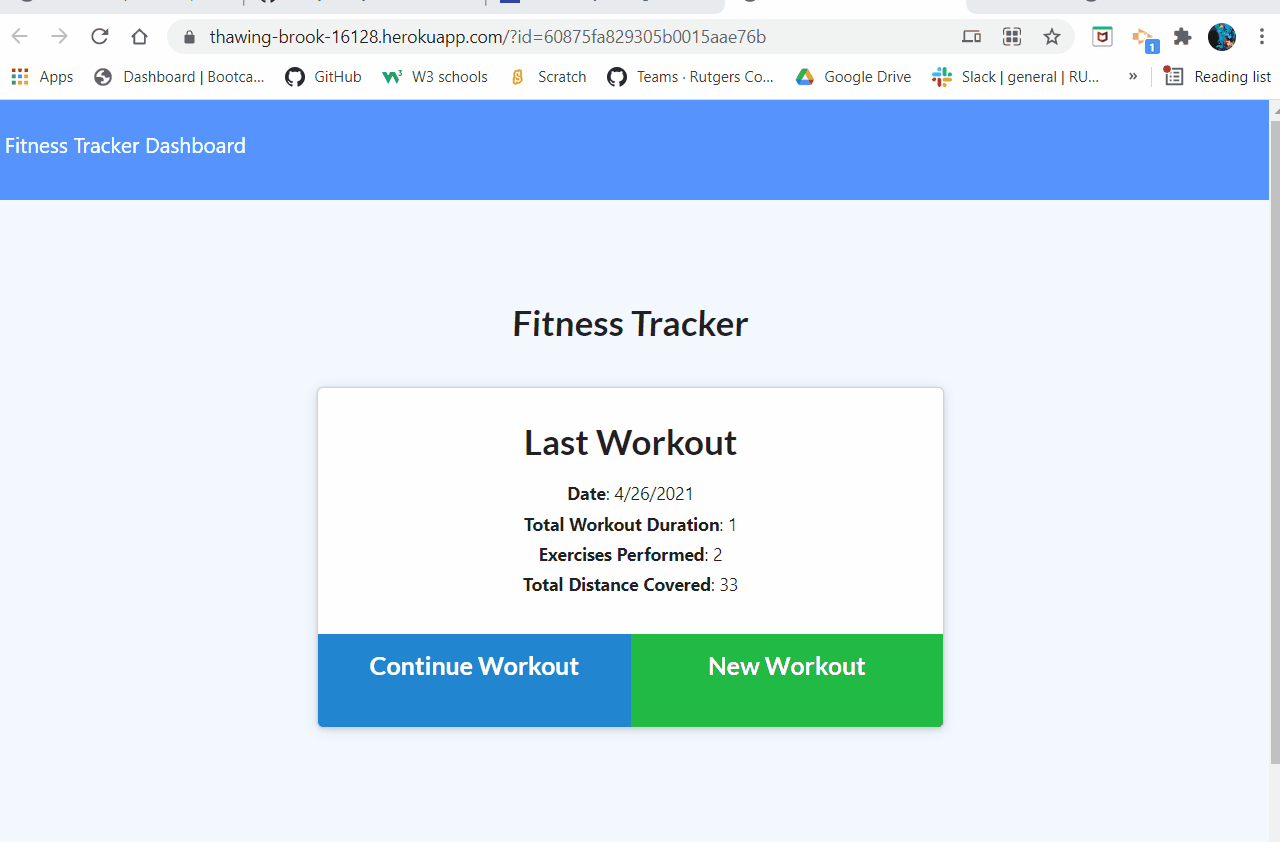 thawing-brook-16128.herokuapp.com/?id=60875fa829305b0015aae76b
1
Apps Dashboard | Bootca... GitHub W3 schools Scratch Teams · Rutgers Co... Google Drive Slack | general | RU... » Reading list
Fitness Tracker Dashboard
Fitness Tracker
Last Workout
Date: 4/26/2021
Total Workout Duration: 1
Exercises Performed: 2
Total Distance Covered: 33
Continue Workout New Workout